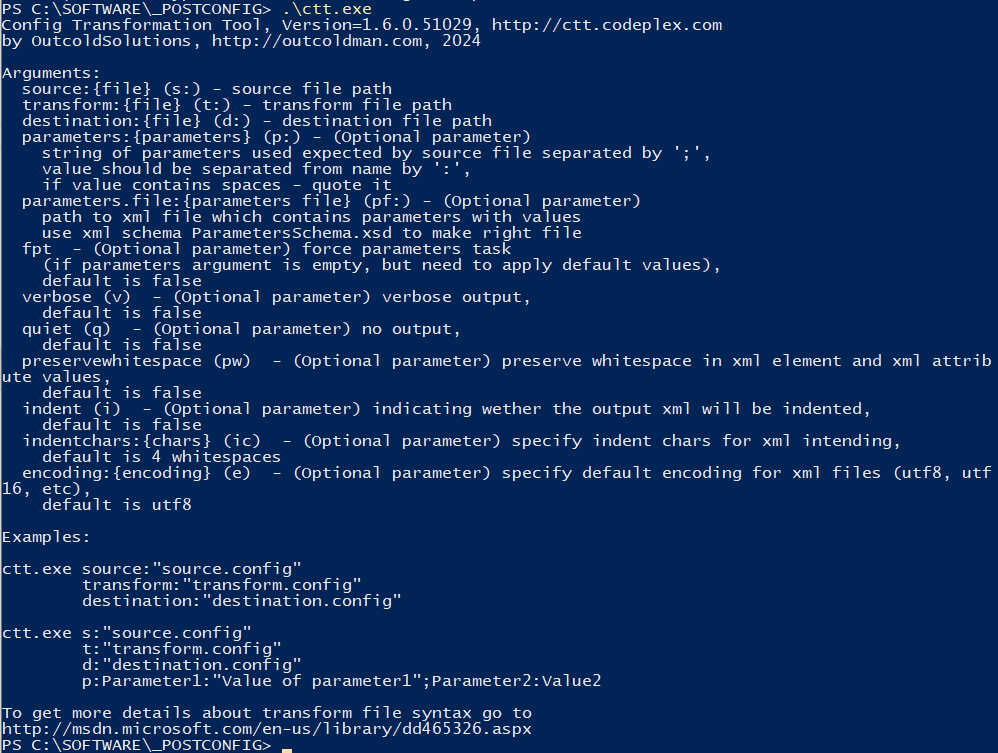 PS C:\SOFTWARE\_POSTCONFIG> .\ctt.exe
Config Transformation Tool, Version=1.6.0.51029, http://ctt.codeplex.com
by OutcoldSolutions, http://outcoldman.com, 2024

Arguments:
  source:{file} (s:) - source file path
  transform:{file} (t:) - transform file path
  destination:{file} (d:) - destination file path
  parameters:{parameters} (p:) - (Optional parameter)
    string of parameters used expected by source file separated by ';',
    value should be separated from name by ':',
    if value contains spaces - quote it
  parameters.file:{parameters file} (pf:) - (Optional parameter)
    path to xml file which contains parameters with values
    use xml schema ParametersSchema.xsd to make right file
  fpt  - (Optional parameter) force parameters task
    (if parameters argument is empty, but need to apply default values),
    default is false
  verbose (v)  - (Optional parameter) verbose output,
    default is false
  quiet (q)  - (Optional parameter) no output,
    default is false
  preservewhitespace (pw)  - (Optional parameter) preserve whitespace in xml element and xml attrib
ute values,
    default is false
  indent (i)  - (Optional parameter) indicating wether the output xml will be indented,
    default is false
  indentchars:{chars} (ic)  - (Optional parameter) specify indent chars for xml intending,
    default is 4 whitespaces
  encoding:{encoding} (e)  - (Optional parameter) specify default encoding for xml files (utf8, utf
16, etc),
    default is utf8

Examples:

ctt.exe source:"source.config"
        transform:"transform.config"
        destination:"destination.config"

ctt.exe s:"source.config"
        t:"transform.config"
        d:"destination.config"
        p:Parameter1:"Value of parameter1";Parameter2:Value2

To get more details about transform file syntax go to
http://msdn.microsoft.com/en-us/library/dd465326.aspx
PS C:\SOFTWARE\_POSTCONFIG> _